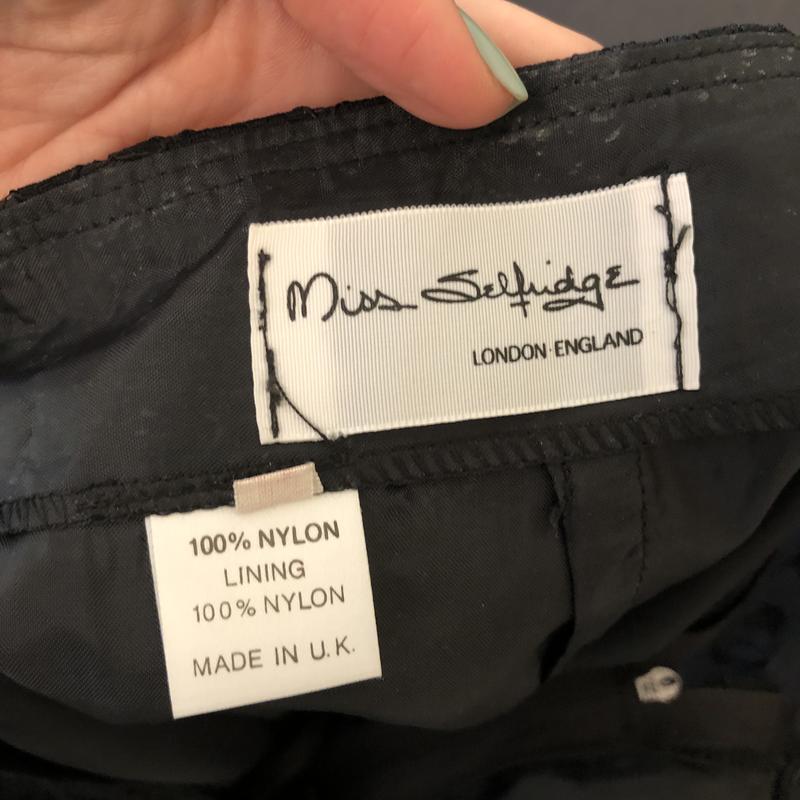 Miss Selfridge
LONDON·ENGLAND
100% NYLON
LINING
100% NYLON
MADE IN U.K.